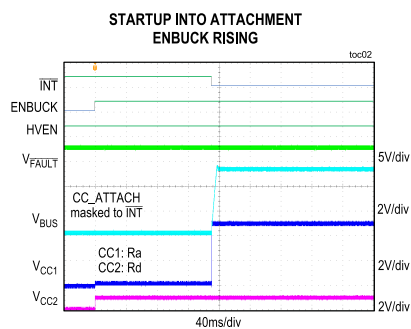 STARTUP INTO ATTACHMENT
ENBUCK RISING
toc02
INT
ENBUCK
HVEN
VFAULT
5V/div
CC_ATTACH
masked to INT
2V/div
VBUS
CC1: Ra
CC2: Rd
VCC1
2V/div
VCC2
2V/div
40ms/div